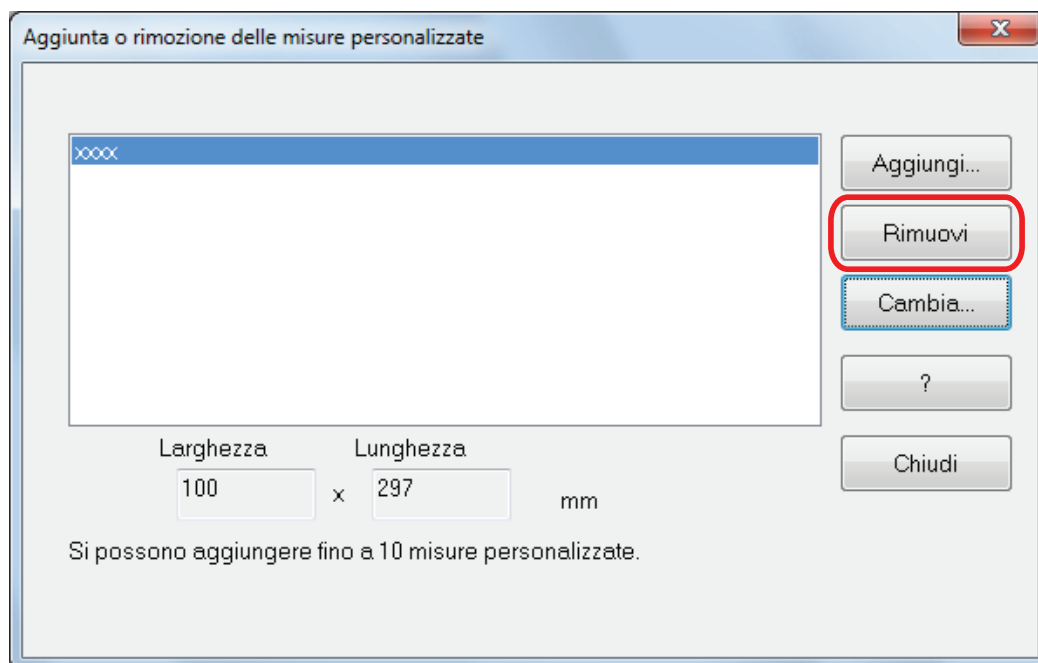 Aggiunta o rimozione delle misure personalizzate
xxxx
Aggiungi...
Rimuovi
Cambia...
?
Chiudi
Larghezza Lunghezza
100 x 297 mm
Si possono aggiungere fino a 10 misure personalizzate.